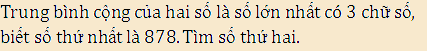 Trung bình cộng của hai số là số lớn nhất có 3 chữ số,
biết số thứ nhất là 878. Tìm số thứ hai.